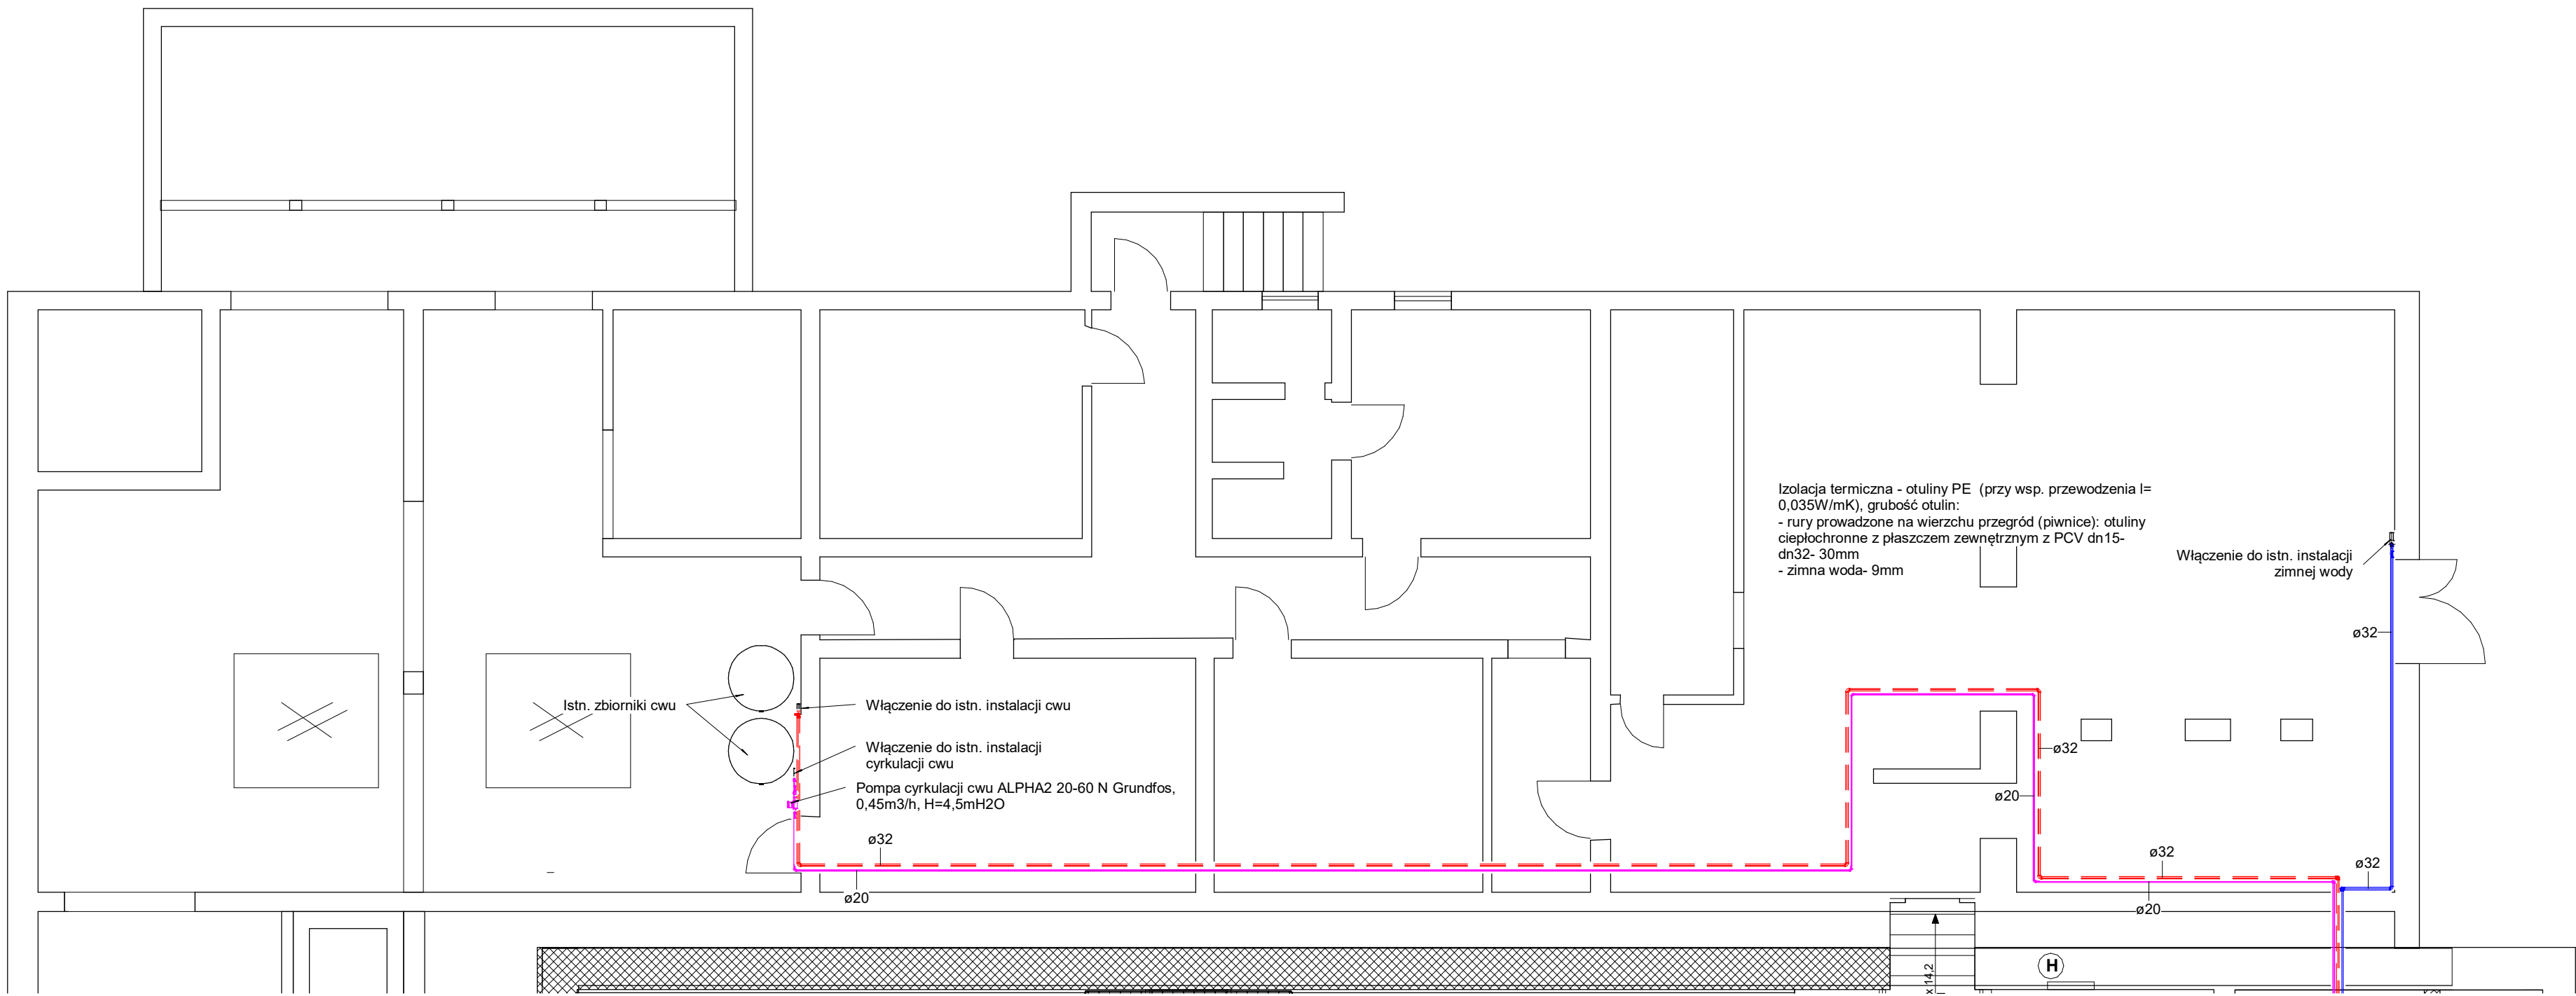 Izolacja termiczna - otuliny PE (przy wsp. przewodzenia l=
0,035W/mK), grubość otulin:
- rury prowadzone na wierzchu przegród (piwnice): otuliny
ciepłochronne z płaszczem zewnętrznym z PCV dn15-
dn32- 30mm
- zimna woda- 9mm
Włączenie do istn. instalacji
zimnej wody
ø32
Istn. zbiorniki cwu
Włączenie do istn. instalacji cwu
Włączenie do istn. instalacji
cyrkulacji cwu
Pompa cyrkulacji cwu ALPHA2 20-60 N Grundfos,
0,45m3/h, H=4,5mH2O
ø32
ø20
ø32
ø20
ø32
ø20
ø32
H
x 14,2